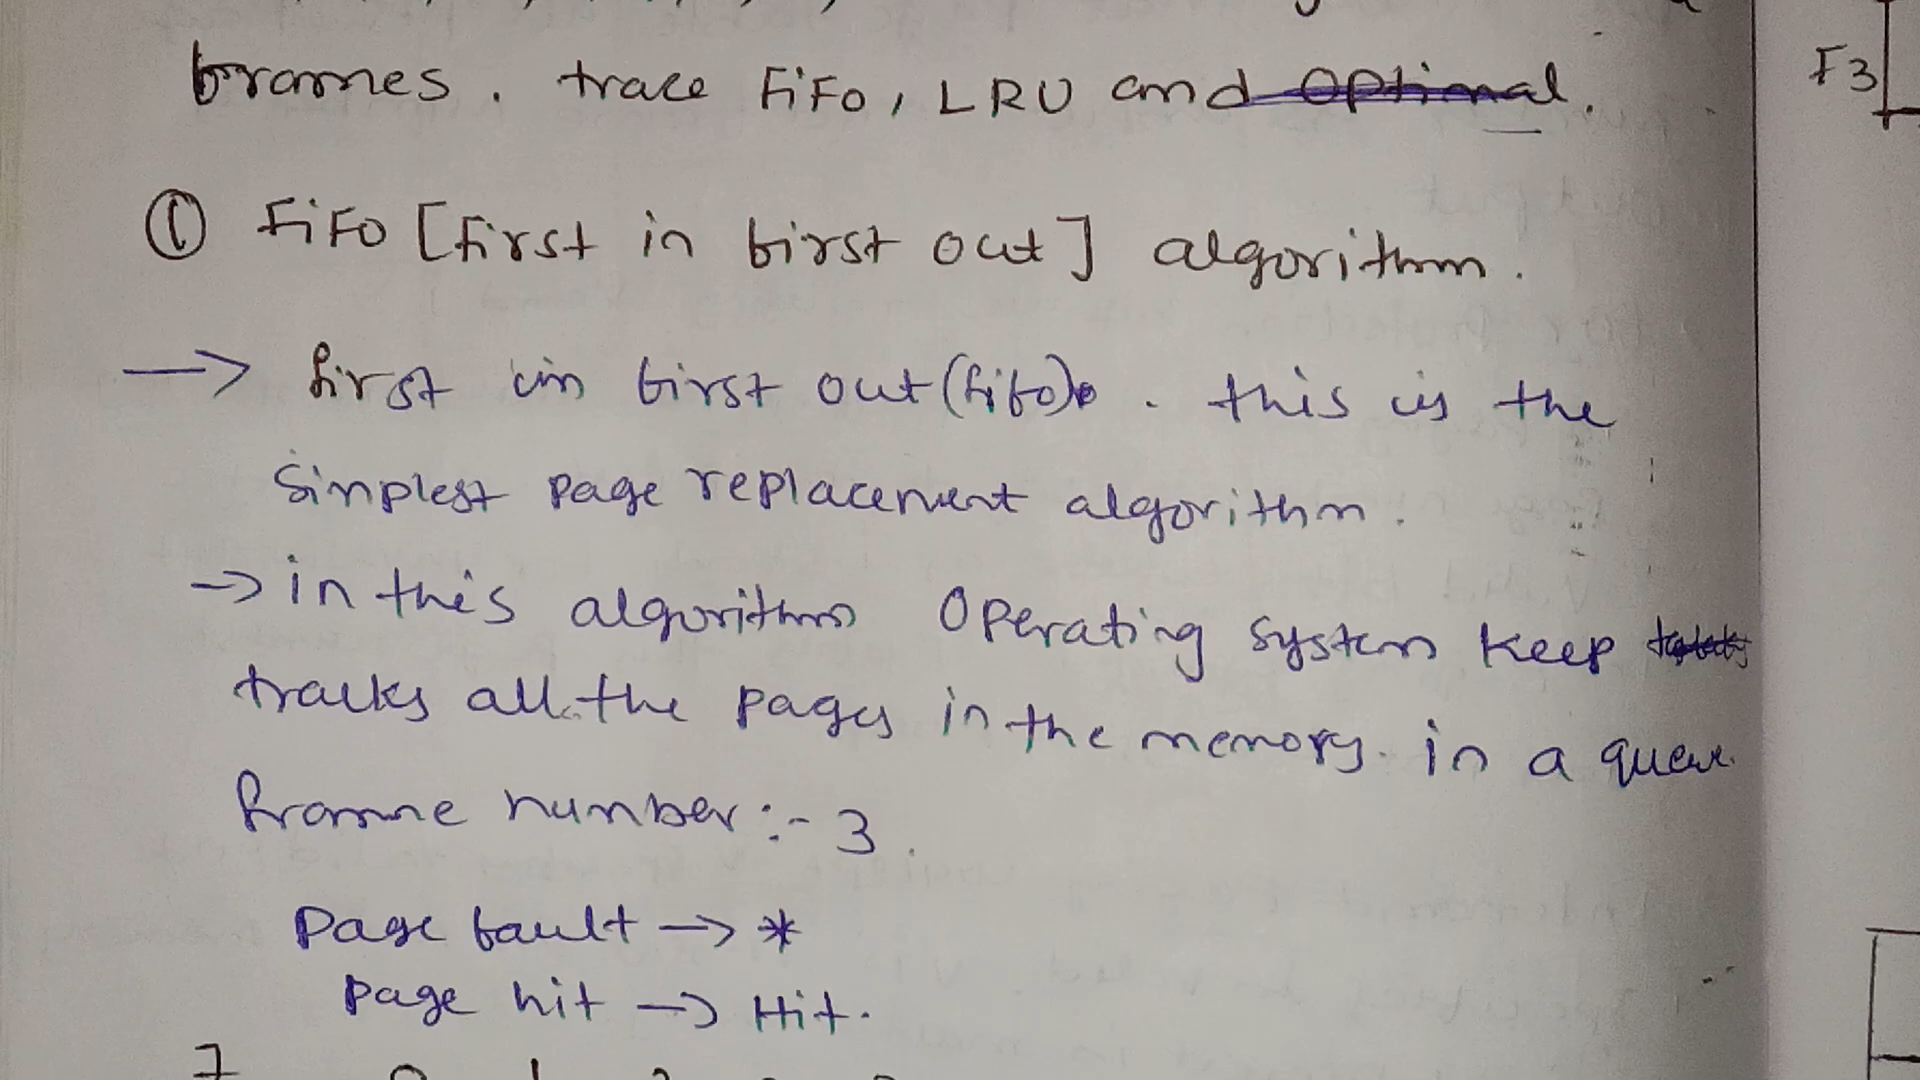 frames. trace FiFo, LRU and Optimal.
F3
① FiFo [First in first out] algorithm.
→ first in first out (fifo). this is the
Simplest page replacement algorithm.
→ in this algorithm Operating System keep
tracks all the pages in the memory. in a queue.
frame number :- 3.
Page fault → *
Page hit → Hit.
7